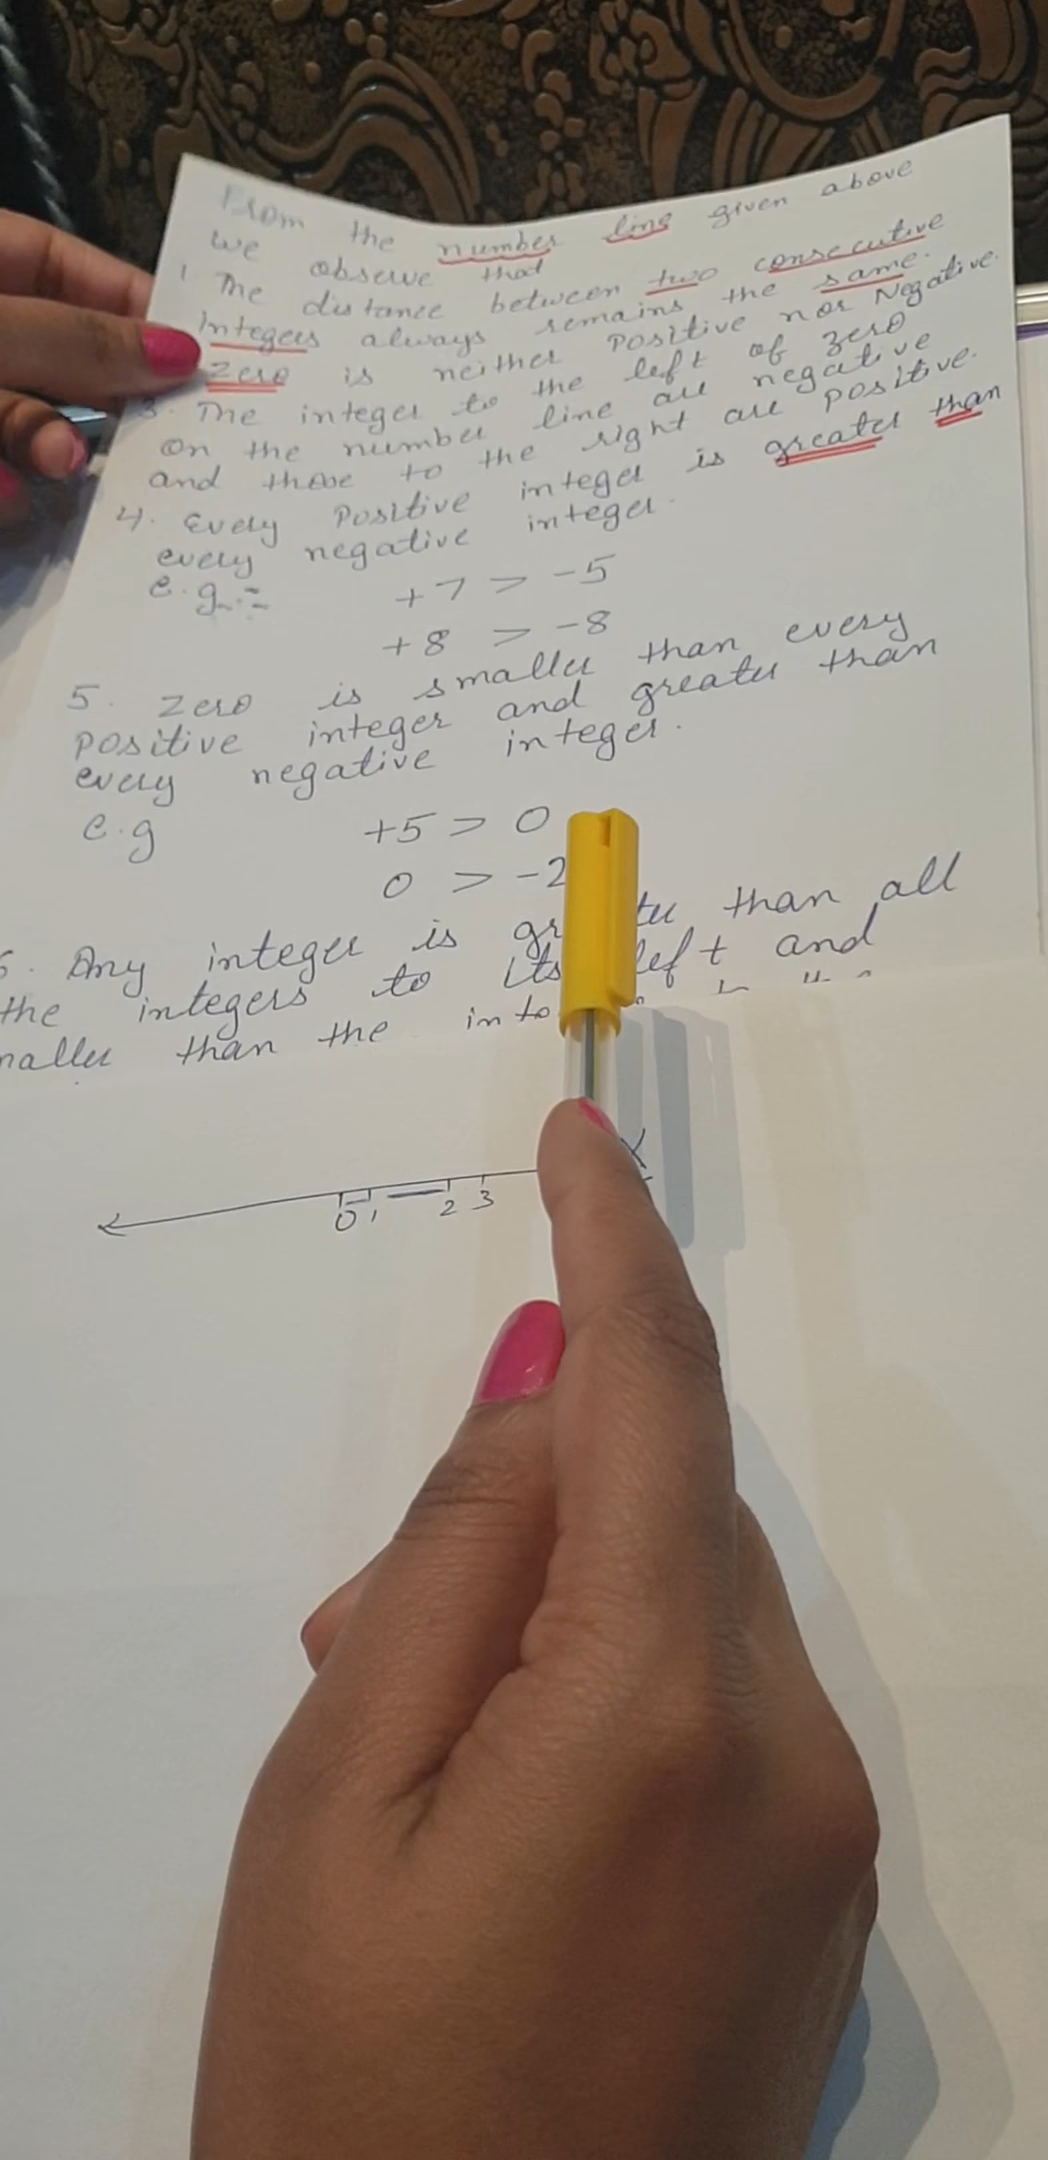 From the number line given above
we observe that
1 The distance between two consecutive
Integers always remains the same.
Zero is neither Positive nor Negative.
3. The integer to the left of zero
on the number line are negative
and those to the right are positive.
4. Every Positive integer is greater than
every negative integer.
e.g.:- +7 > -5
+8 > -8
5. Zero is smaller than every
positive integer and greater than
every negative integer.
e.g +5 > 0
0 > -2
Any integer is than all
the integers to its left and
than the
0 1 2 3